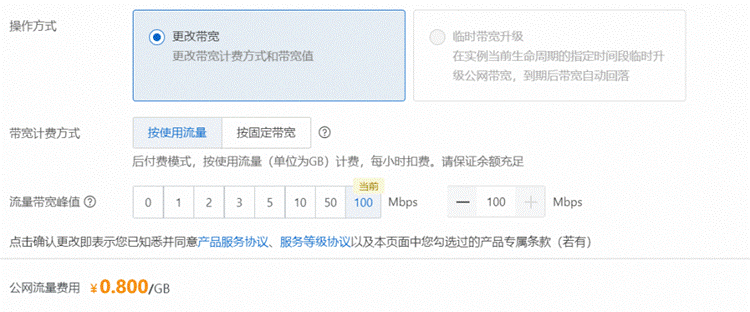 操作方式
更改带宽
更改带宽计费方式和带宽值
临时带宽升级
在实例当前生命周期的指定时间段临时升
级公网带宽，到期后带宽自动回落
带宽计费方式
按使用流量 按固定带宽 ?
后付费模式，按使用流量（单位为GB）计费，每小时扣费。请保证余额充足
当前
流量带宽峰值 ? 0 1 2 3 5 10 50 100 Mbps — 100 + Mbps
点击确认更改即表示您已知悉并同意产品服务协议、服务等级协议以及本页面中您勾选过的产品专属条款（若有）
公网流量费用 ¥0.800/GB